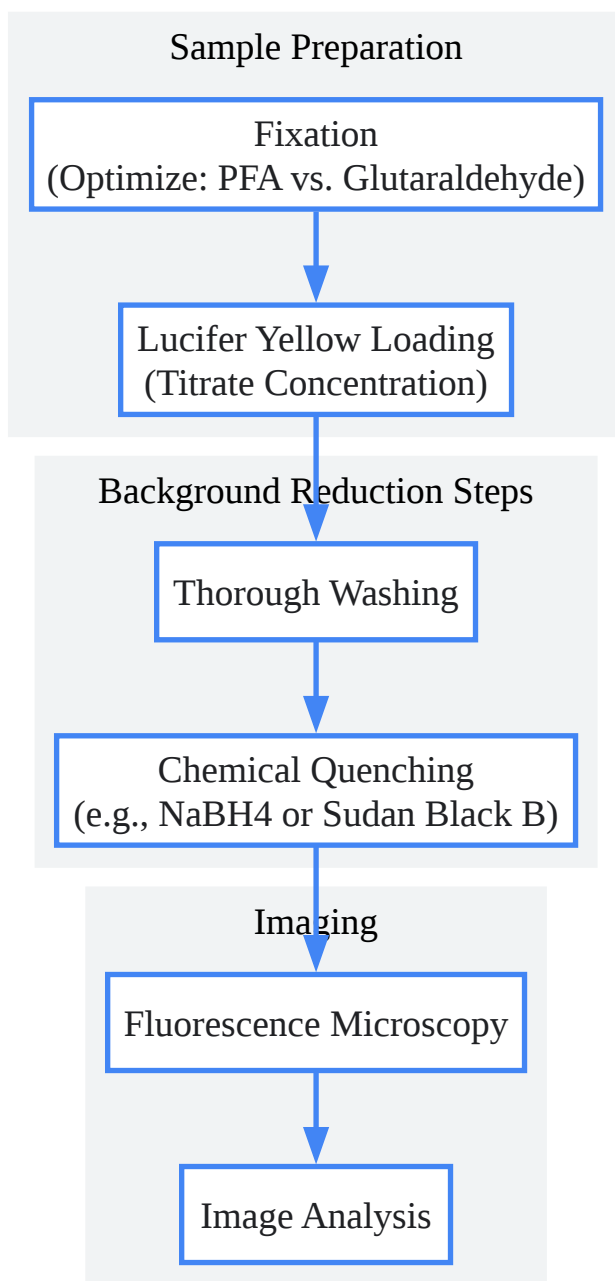 Sample Preparation
Fixation
(Optimize: PFA vs. Glutaraldehyde)
Lucifer Yellow Loading
(Titrate Concentration)
Background Reduction Steps
Thorough Washing
Chemical Quenching
(e.g., NaBH4 or Sudan Black B)
Imaging
Fluorescence Microscopy
Image Analysis